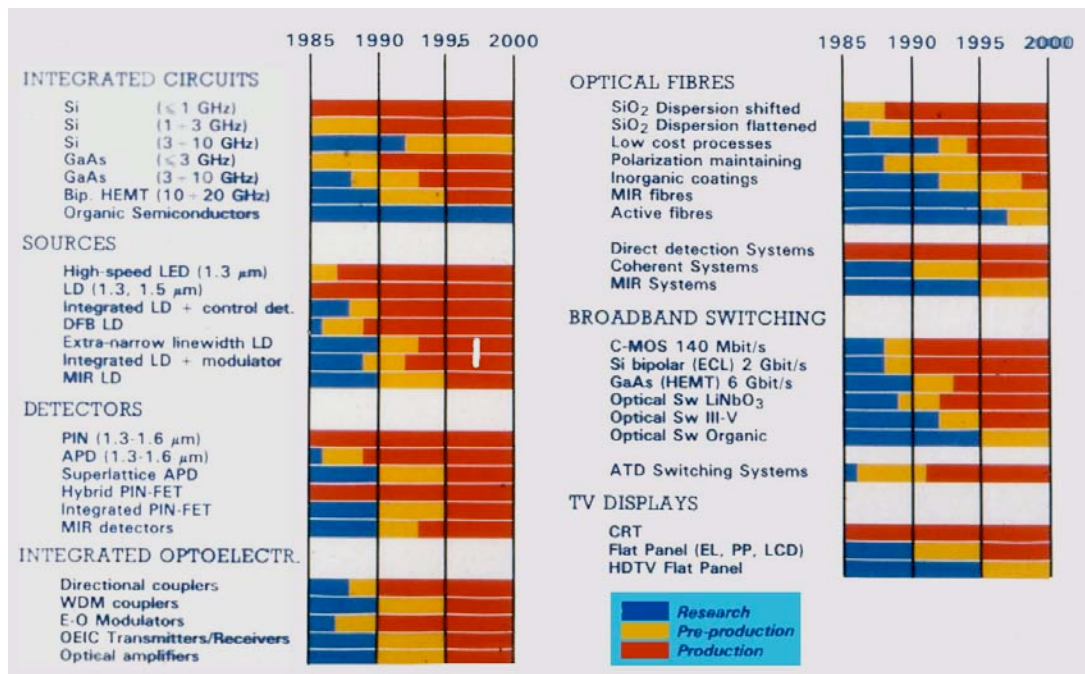 1985 1990 1995 2000
INTEGRATED CIRCUITS
Si (⩽ 1 GHz)
Si (1 ÷ 3 GHz)
Si (3 ÷ 10 GHz)
GaAs (⩽ 3 GHz)
GaAs (3 ÷ 10 GHz)
Bip. HEMT (10 ÷ 20 GHz)
Organic Semiconductors
SOURCES
High-speed LED (1.3 μm)
LD (1.3, 1.5 μm)
Integrated LD + control det.
DFB LD
Extra-narrow linewidth LD
Integrated LD + modulator
MIR LD
DETECTORS
PIN (1.3-1.6 μm)
APD (1.3-1.6 μm)
Superlattice APD
Hybrid PIN-FET
Integrated PIN-FET
MIR detectors
INTEGRATED OPTOELECTR.
Directional couplers
WDM couplers
E-O Modulators
OEIC Transmitters/Receivers
Optical amplifiers
1985 1990 1995 2000
OPTICAL FIBRES
SiO2 Dispersion shifted
SiO2 Dispersion flattened
Low cost processes
Polarization maintaining
Inorganic coatings
MIR fibres
Active fibres
Direct detection Systems
Coherent Systems
MIR Systems
BROADBAND SWITCHING
C-MOS 140 Mbit/s
Si bipolar (ECL) 2 Gbit/s
GaAs (HEMT) 6 Gbit/s
Optical Sw LiNbO3
Optical Sw III-V
Optical Sw Organic
ATD Switching Systems
TV DISPLAYS
CRT
Flat Panel (EL, PP, LCD)
HDTV Flat Panel
Research
Pre-production
Production